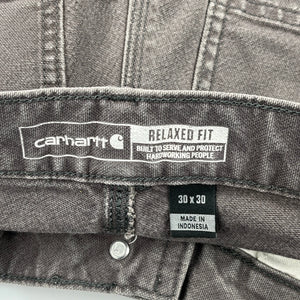 carhartt
RELAXED FIT
BUILT TO SERVE AND PROTECT
HARDWORKING PEOPLE
30 x 30
MADE IN
INDONESIA